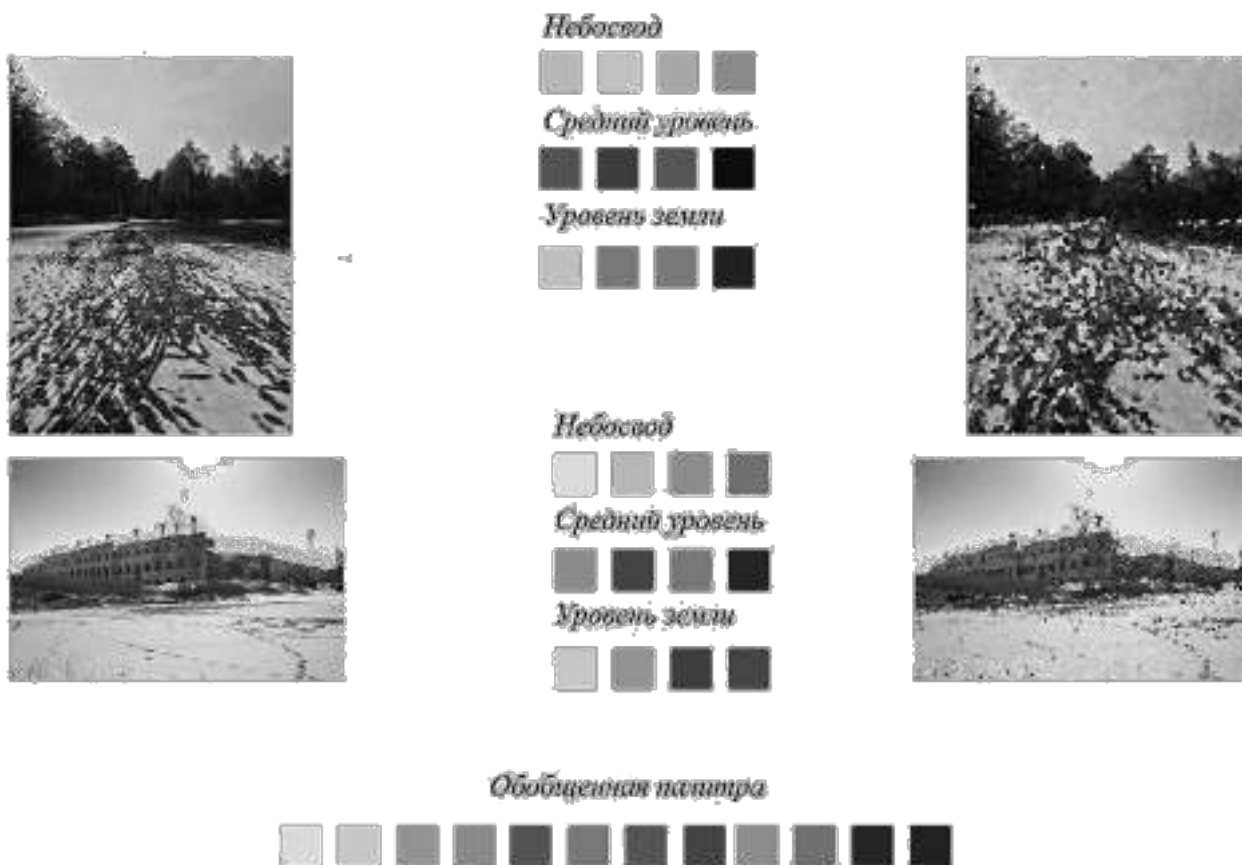 Небосвод
Средний уровень
Уровень земли
Небосвод
Средний уровень
Уровень земли
Обобщенная палитра